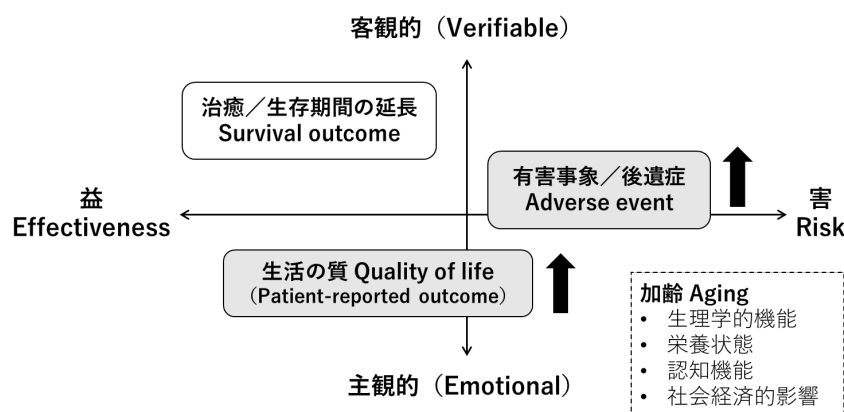 客観的（Verifiable）
治癒／生存期間の延長
Survival outcome
有害事象／後遺症
Adverse event
益
Effectiveness
害
Risk
生活の質 Quality of life
（Patient-reported outcome）
加齢 Aging
• 生理学的機能
• 栄養状態
• 認知機能
• 社会経済的影響
主観的（Emotional）